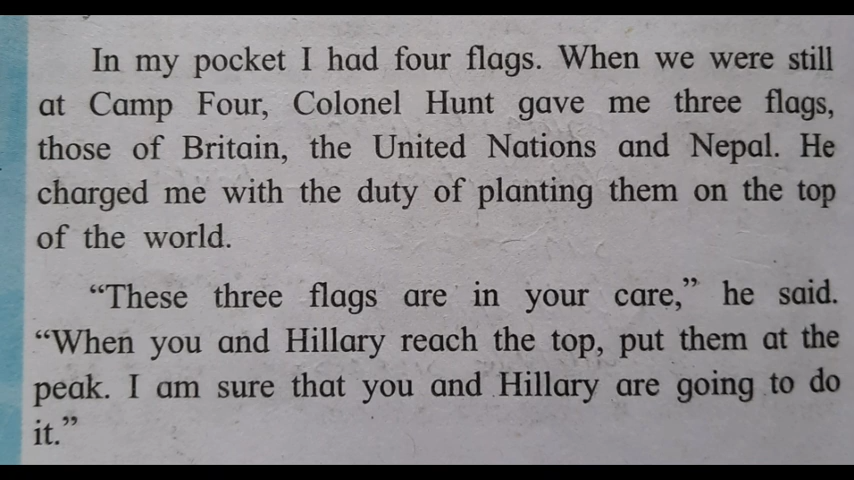 In my pocket I had four flags. When we were still
at Camp Four, Colonel Hunt gave me three flags,
those of Britain, the United Nations and Nepal. He
charged me with the duty of planting them on the top
of the world.
“These three flags are in your care,” he said.
“When you and Hillary reach the top, put them at the
peak. I am sure that you and Hillary are going to do
it.”